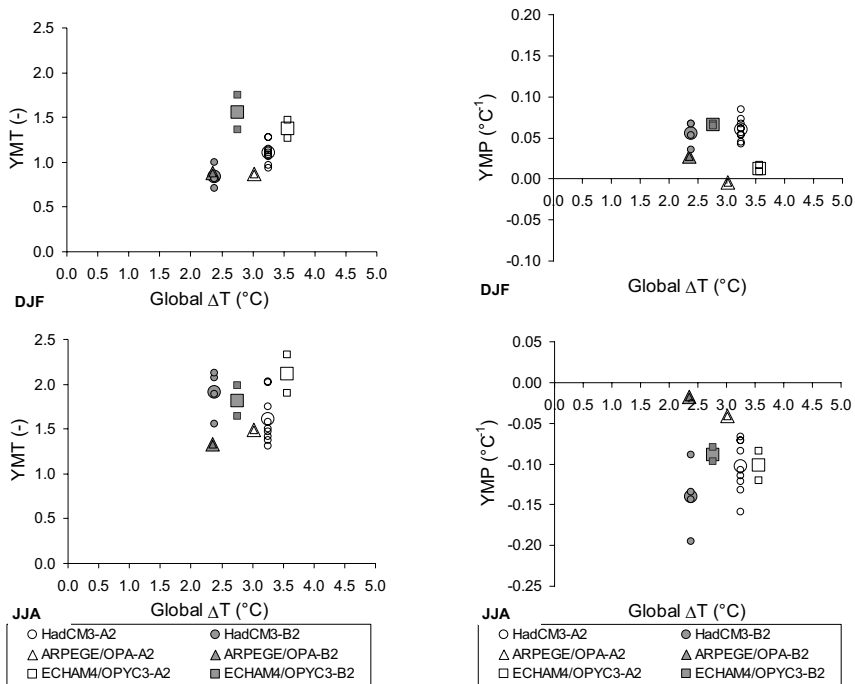 2.5
2.0
1.5
1.0
0.5
0.0
YMT (-)
0.0 0.5 1.0 1.5 2.0 2.5 3.0 3.5 4.0 4.5 5.0
DJF
Global ΔT (°C)
0.20
0.15
0.10
0.05
0.00
-0.05
-0.10
YMP (°C-1)
0.0 0.5 1.0 1.5 2.0 2.5 3.0 3.5 4.0 4.5 5.0
DJF
Global ΔT (°C)
2.5
2.0
1.5
1.0
0.5
0.0
YMT (-)
0.0 0.5 1.0 1.5 2.0 2.5 3.0 3.5 4.0 4.5 5.0
JJA
Global ΔT (°C)
0.05
0.00
-0.05
-0.10
-0.15
-0.20
-0.25
YMP (°C-1)
0.0 0.5 1.0 1.5 2.0 2.5 3.0 3.5 4.0 4.5 5.0
JJA
Global ΔT (°C)
HadCM3-A2 HadCM3-B2
ARPEGE/OPA-A2 ARPEGE/OPA-B2
ECHAM4/OPYC3-A2 ECHAM4/OPYC3-B2
HadCM3-A2 HadCM3-B2
ARPEGE/OPA-A2 ARPEGE/OPA-B2
ECHAM4/OPYC3-A2 ECHAM4/OPYC3-B2